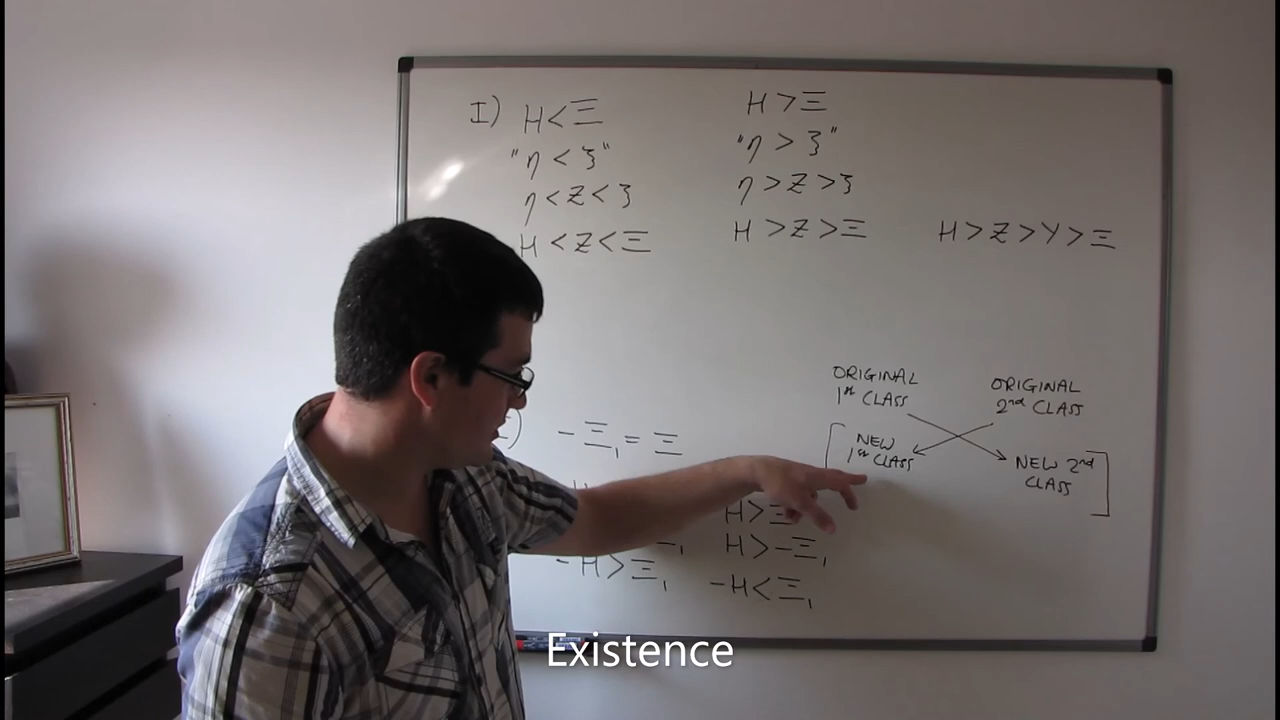 I) H < Ξ
"η < ξ"
η < Z < ξ
H < Z < Ξ
H > Ξ
"η > ξ"
η > Z > ξ
H > Z > Ξ
H > Z > Y > Ξ
ORIGINAL
1st CLASS
ORIGINAL
2nd CLASS
NEW
1st CLASS
NEW 2nd
CLASS
-Ξ₁ = Ξ
-H > Ξ₁
H > Ξ
H > -Ξ₁
-H < Ξ₁
Existence